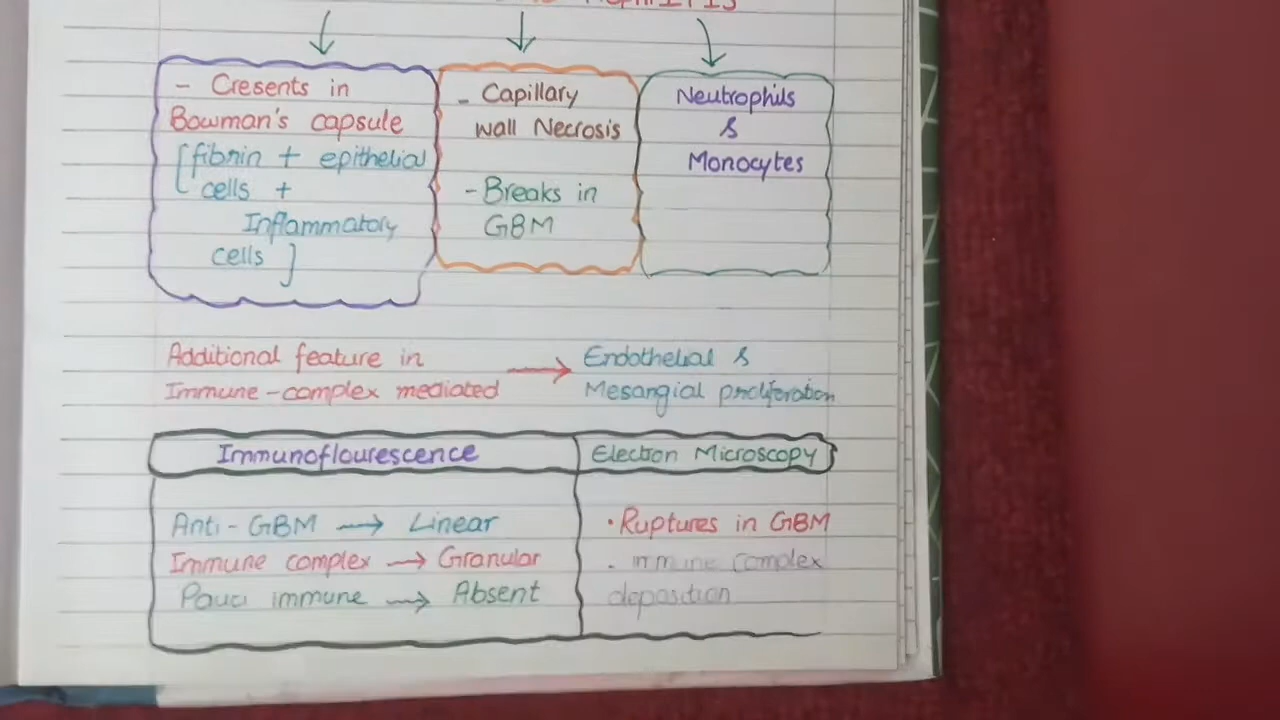 - Cresents in
Bowman's capsule
[fibrin + epithelial
cells +
Inflammatory
cells ]
- Capillary
wall Necrosis
- Breaks in
GBM
Neutrophils
&
Monocytes
Additional feature in
Immune-complex mediated → Endothelial &
Mesangial proliferation
Immunoflourescence
Anti-GBM → Linear
Immune complex → Granular
Pauci immune → Absent
Electron Microscopy
• Ruptures in GBM
. immune complex
deposition